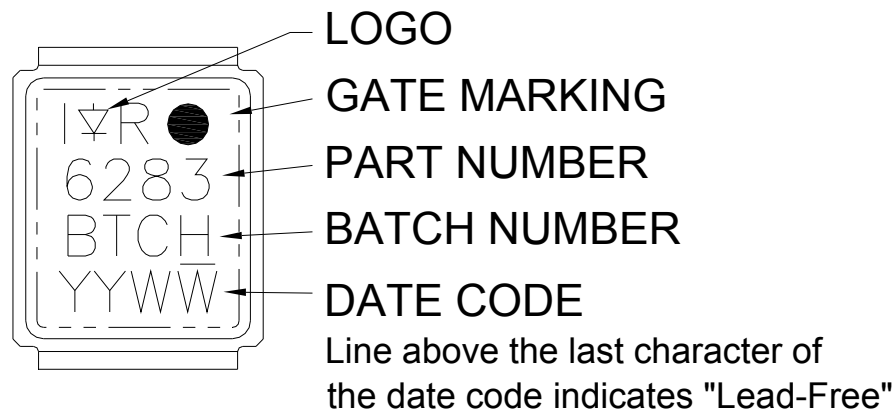 LOGO
I R
GATE MARKING
6283
PART NUMBER
BTCH
BATCH NUMBER
YYWW
DATE CODE
Line above the last character of
the date code indicates "Lead-Free"